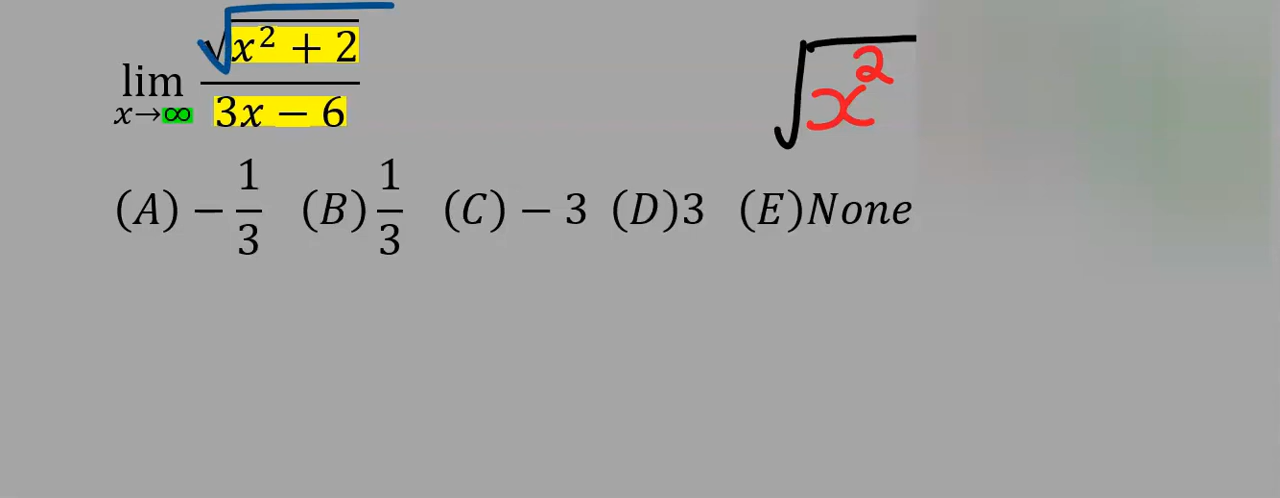 lim x→∞ √(x² + 2) / (3x − 6)
√x²
(A) − 1/3 (B) 1/3 (C) − 3 (D)3 (E)None